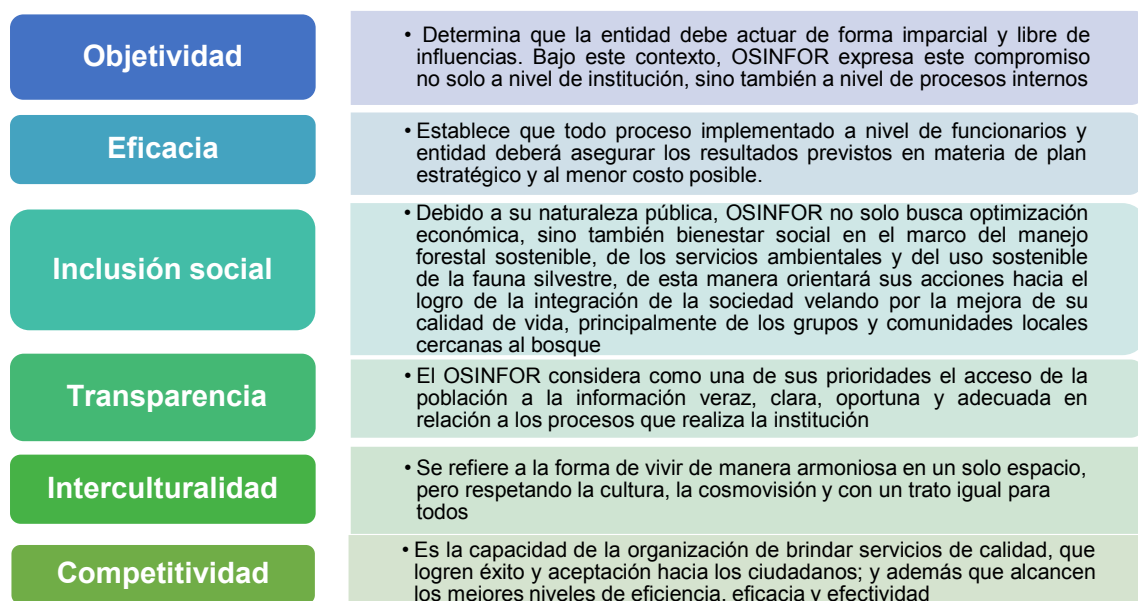 Objetividad
• Determina que la entidad debe actuar de forma imparcial y libre de
influencias. Bajo este contexto, OSINFOR expresa este compromiso
no solo a nivel de institución, sino también a nivel de procesos internos
Eficacia
• Establece que todo proceso implementado a nivel de funcionarios y
entidad deberá asegurar los resultados previstos en materia de plan
estratégico y al menor costo posible.
Inclusión social
• Debido a su naturaleza pública, OSINFOR no solo busca optimización
económica, sino también bienestar social en el marco del manejo
forestal sostenible, de los servicios ambientales y del uso sostenible
de la fauna silvestre, de esta manera orientará sus acciones hacia el
logro de la integración de la sociedad velando por la mejora de su
calidad de vida, principalmente de los grupos y comunidades locales
cercanas al bosque
Transparencia
• El OSINFOR considera como una de sus prioridades el acceso de la
población a la información veraz, clara, oportuna y adecuada en
relación a los procesos que realiza la institución
Interculturalidad
• Se refiere a la forma de vivir de manera armoniosa en un solo espacio,
pero respetando la cultura, la cosmovisión y con un trato igual para
todos
Competitividad
• Es la capacidad de la organización de brindar servicios de calidad, que
logren éxito y aceptación hacia los ciudadanos; y además que alcancen
los mejores niveles de eficiencia, eficacia y efectividad